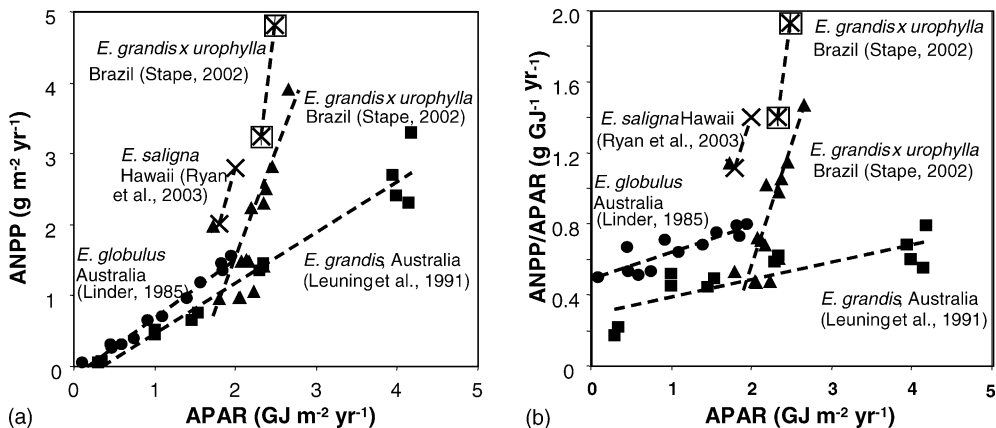 5
4
3
2
1
0
ANPP (g m-2 yr-1)
E. grandis x urophylla
Brazil (Stape, 2002)
E. grandis x urophylla
Brazil (Stape, 2002)
E. saligna
Hawaii (Ryan
et al., 2003)
E. globulus
Australia
(Linder, 1985)
E. grandis, Australia
(Leuning et al., 1991)
0 1 2 3 4 5
(a) APAR (GJ m-2 yr-1)
2.0
1.6
1.2
0.8
0.4
0.0
ANPP/APAR (g GJ-1 yr-1)
E. grandis x urophylla
Brazil (Stape, 2002)
E. saligna Hawaii
(Ryan et al., 2003)
E. grandis x urophylla
Brazil (Stape, 2002)
E. globulus
Australia
(Linder, 1985)
E. grandis, Australia
(Leuning et al., 1991)
0 1 2 3 4 5
(b) APAR (GJ m-2 yr-1)